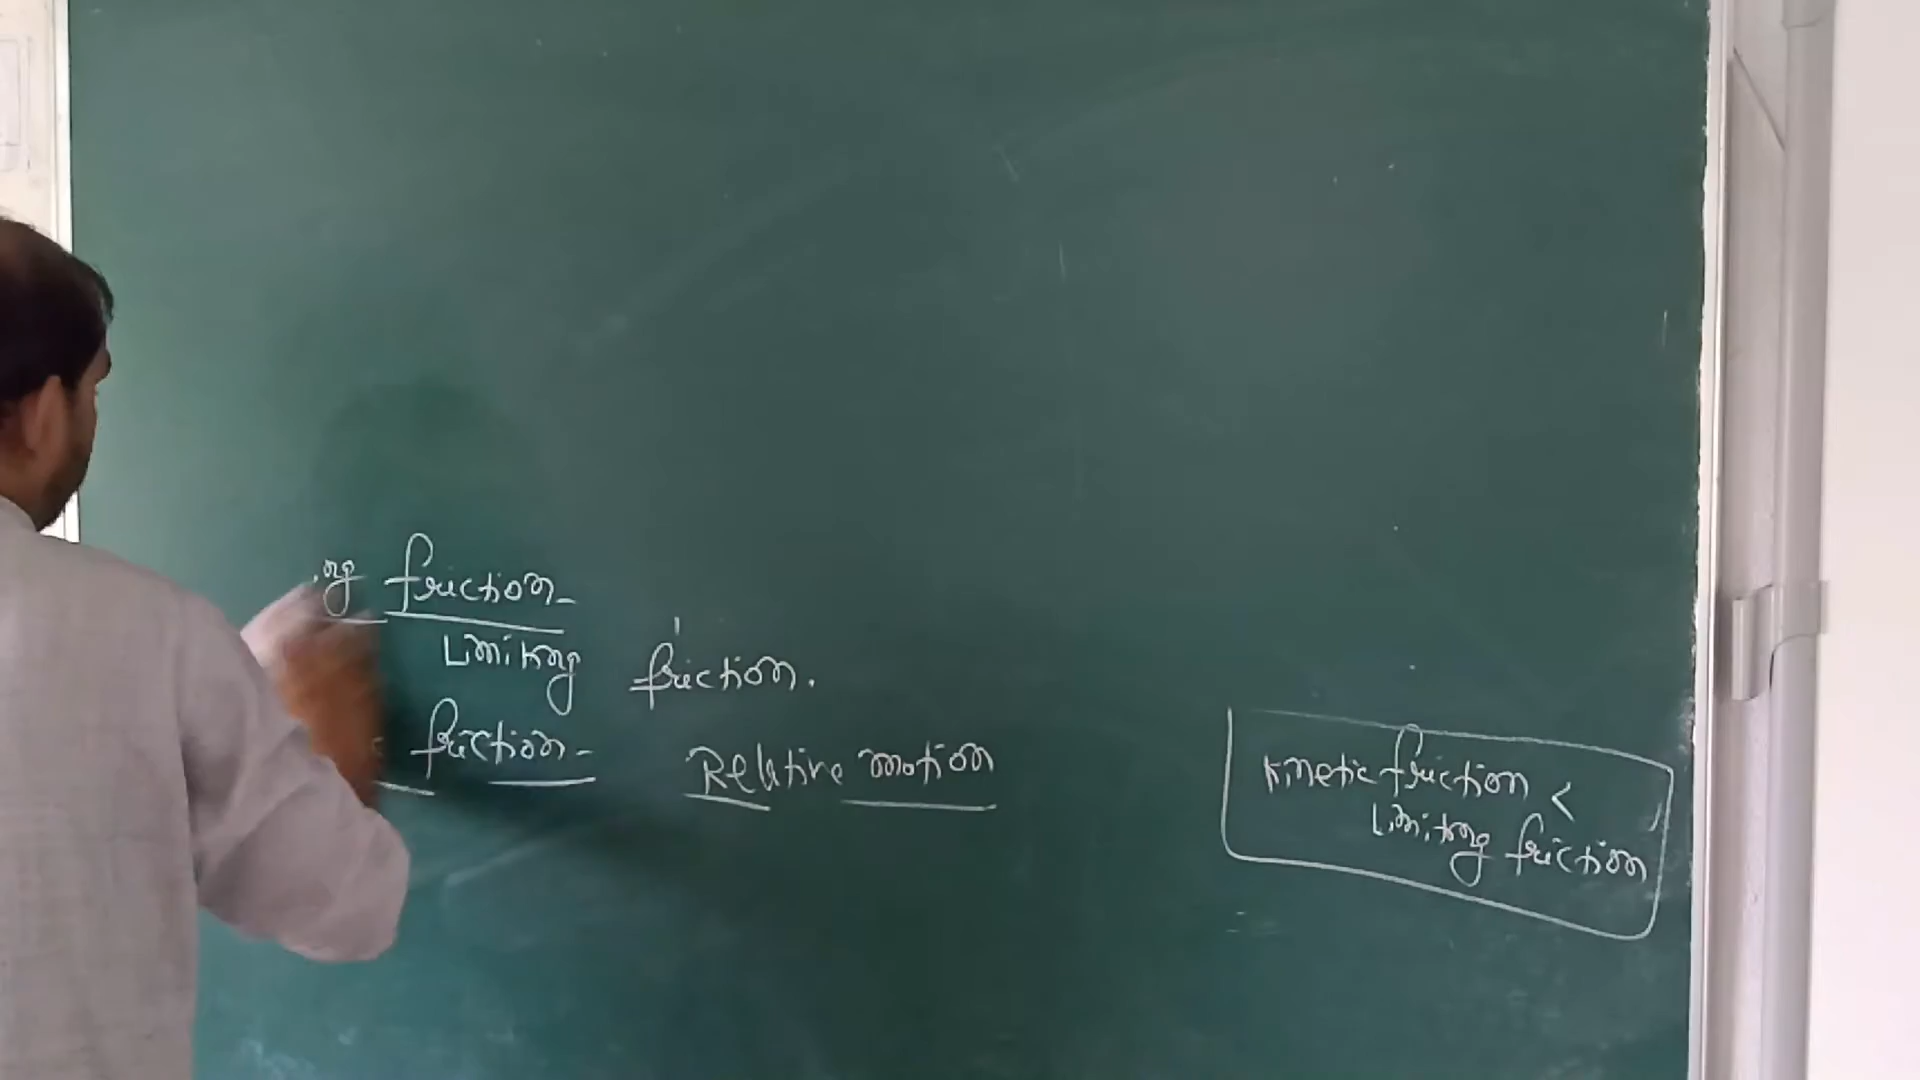 ng friction-
Limiting friction.
c friction- Relative motion
Kinetic friction <
Limiting friction